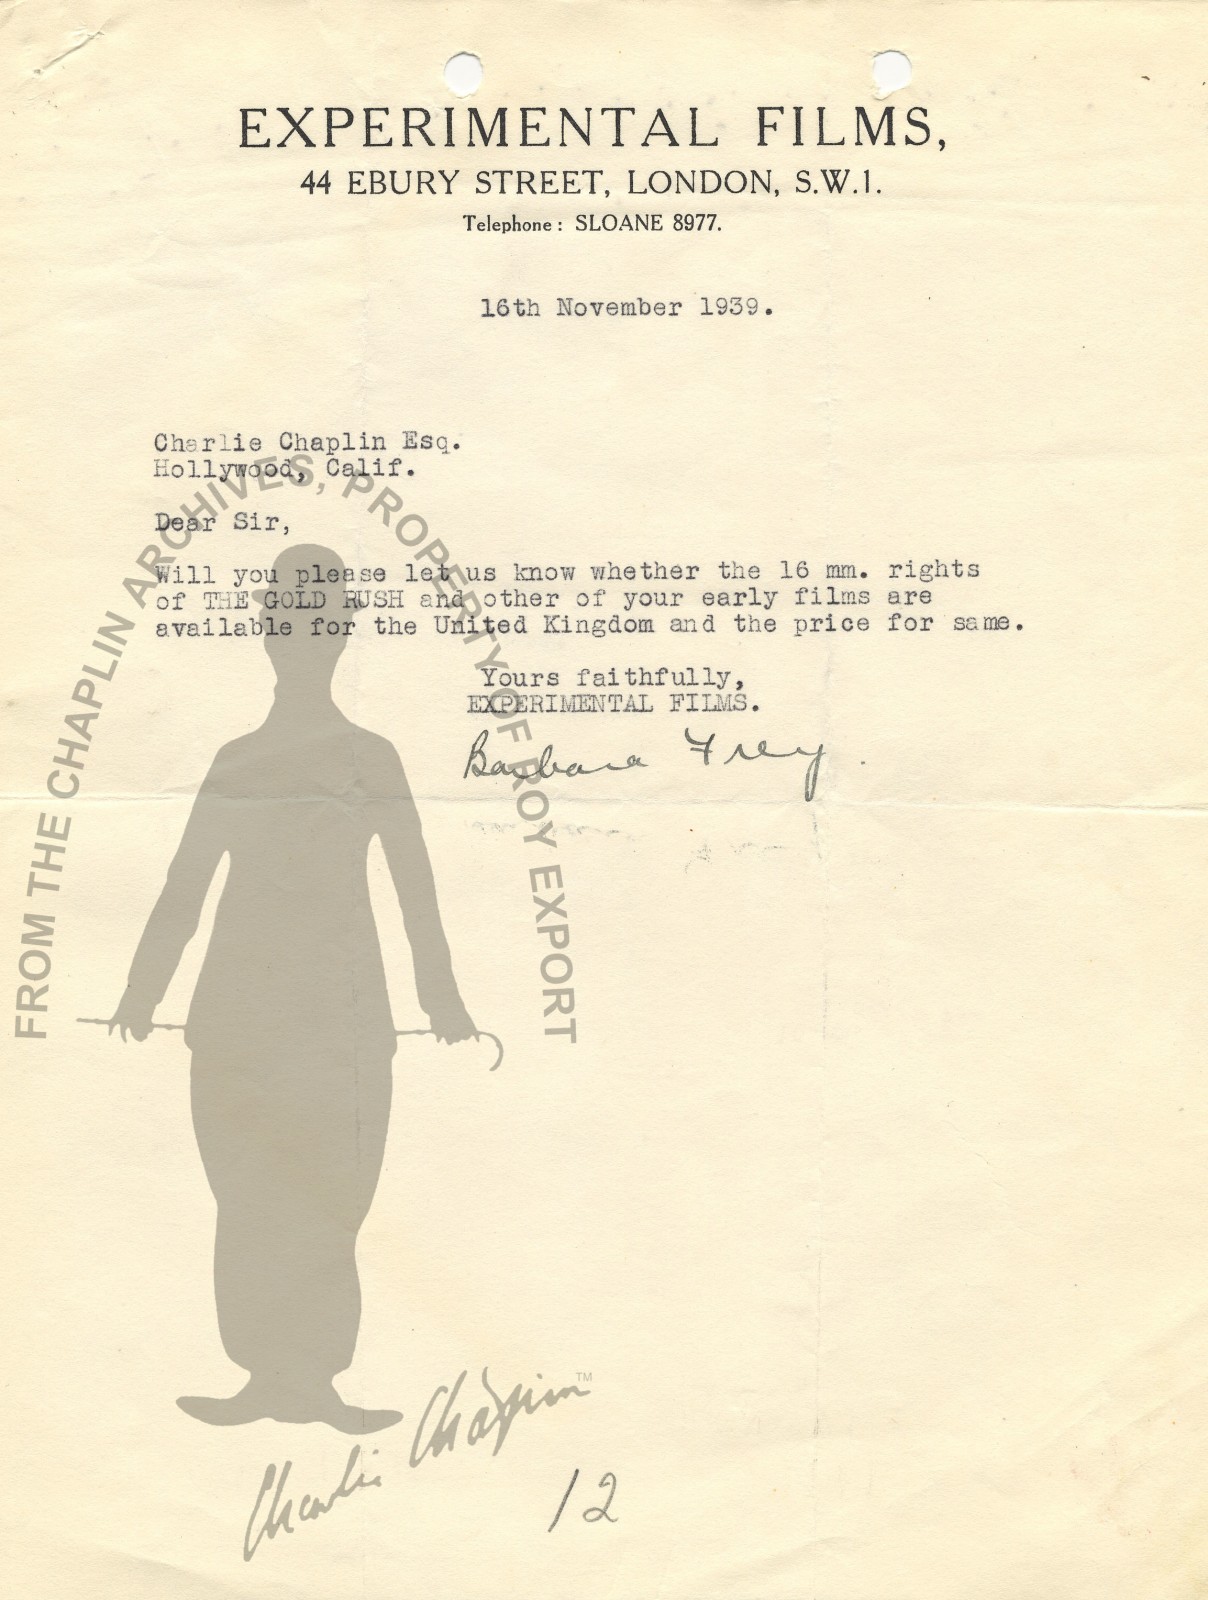 EXPERIMENTAL FILMS,
44 EBURY STREET, LONDON, S.W.1.
Telephone: SLOANE 8977.
16th November 1939.
Charlie Chaplin Esq.
Hollywood, Calif.
Dear Sir,
Will you please let us know whether the 16 mm. rights
of THE GOLD RUSH and other of your early films are
available for the United Kingdom and the price for same.
Yours faithfully,
EXPERIMENTAL FILMS.
Barbara Frey.
FROM THE CHAPLIN ARCHIVES, PROPERTY OF ROY EXPORT
Charlie Chaplin™
12